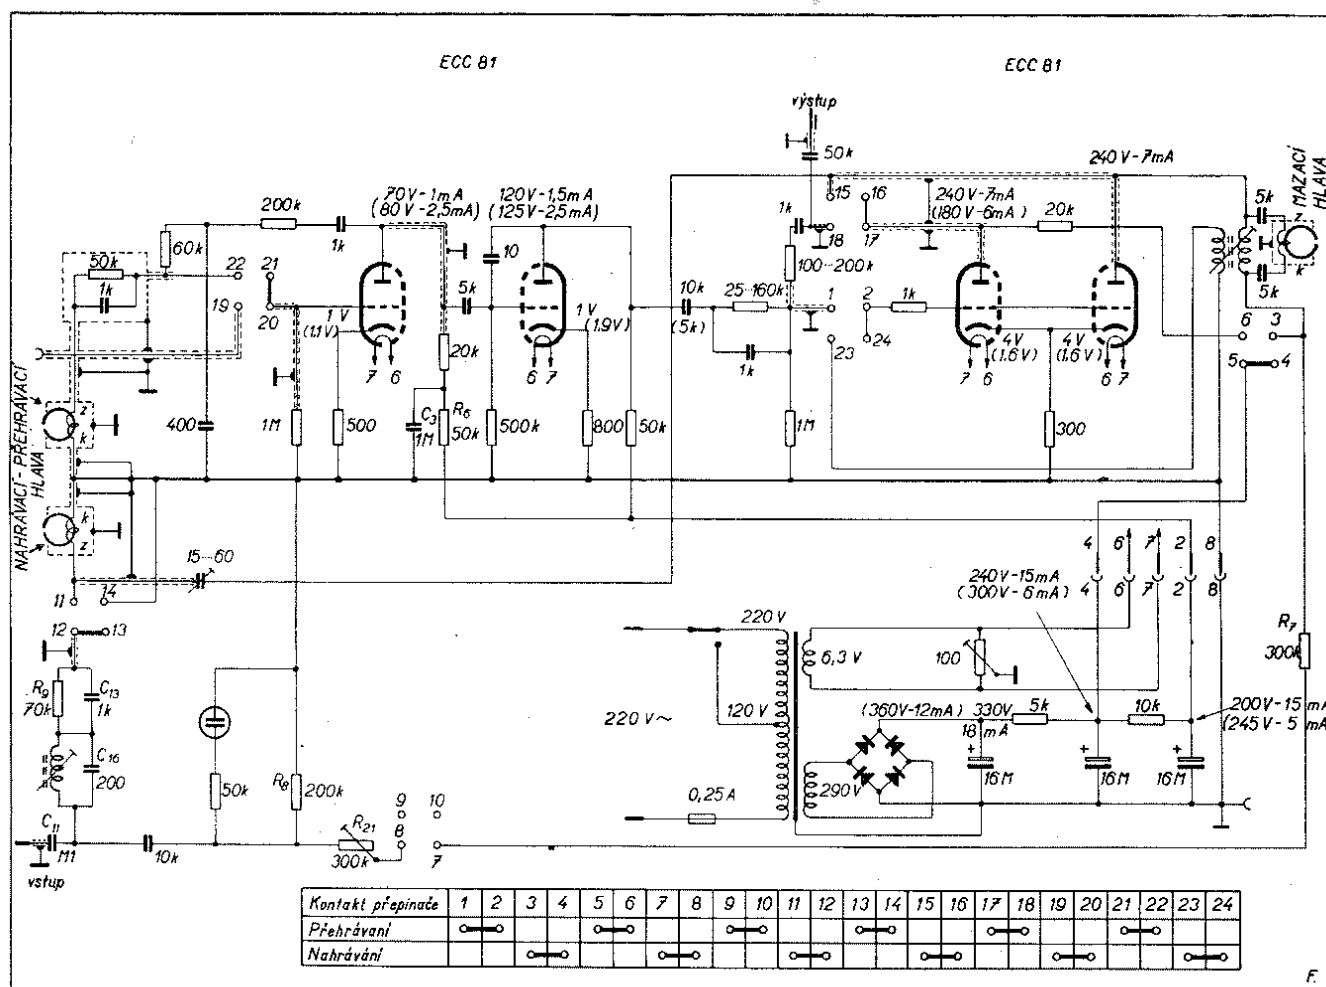 ECC 81
ECC 81
výstup
50k
240V-7mA
MAZACÍ HLAVA
5k
z
k
5k
70V-1mA
(80V-2,5mA)
120V-1,5mA
(125V-2,5mA)
200k
1k
60k
10
1k
15
16
18
17
240V-7mA
(180V-6mA)
20k
100-200k
50k
1k
22
21
19
20
5k
10k
(5k)
25-160k
1
2
1k
23
24
1V
(1,1V)
1V
(1,9V)
4V
(1,6V)
4V
(1,6V)
6
3
5
4
7
6
6
7
7
6
6
7
20k
1k
NAHRÁVACÍ-PŘEHRÁVACÍ HLAVA
z
k
k
z
400
1M
500
C3
1M
R6
50k
500k
800
50k
1M
300
15...60
11
14
12
13
4
6
7
2
8
4
6
7
2
8
240V-15mA
(300V-6mA)
R7
300k
220V
6,3V
100
R9
70k
C13
1k
C16
200
220V~
120V
(360V-12mA)
330V
18mA
5k
10k
200V-15mA
(245V-5mA
50k
R8
200k
290V
+
16M
+
16M
+
16M
0,25A
C11
M1
vstup
10k
R21
300k
9
10
8
7
Kontakt přepínače 1 2 3 4 5 6 7 8 9 10 11 12 13 14 15 16 17 18 19 20 21 22 23 24
Přehrávaní
Nahrávání
F.